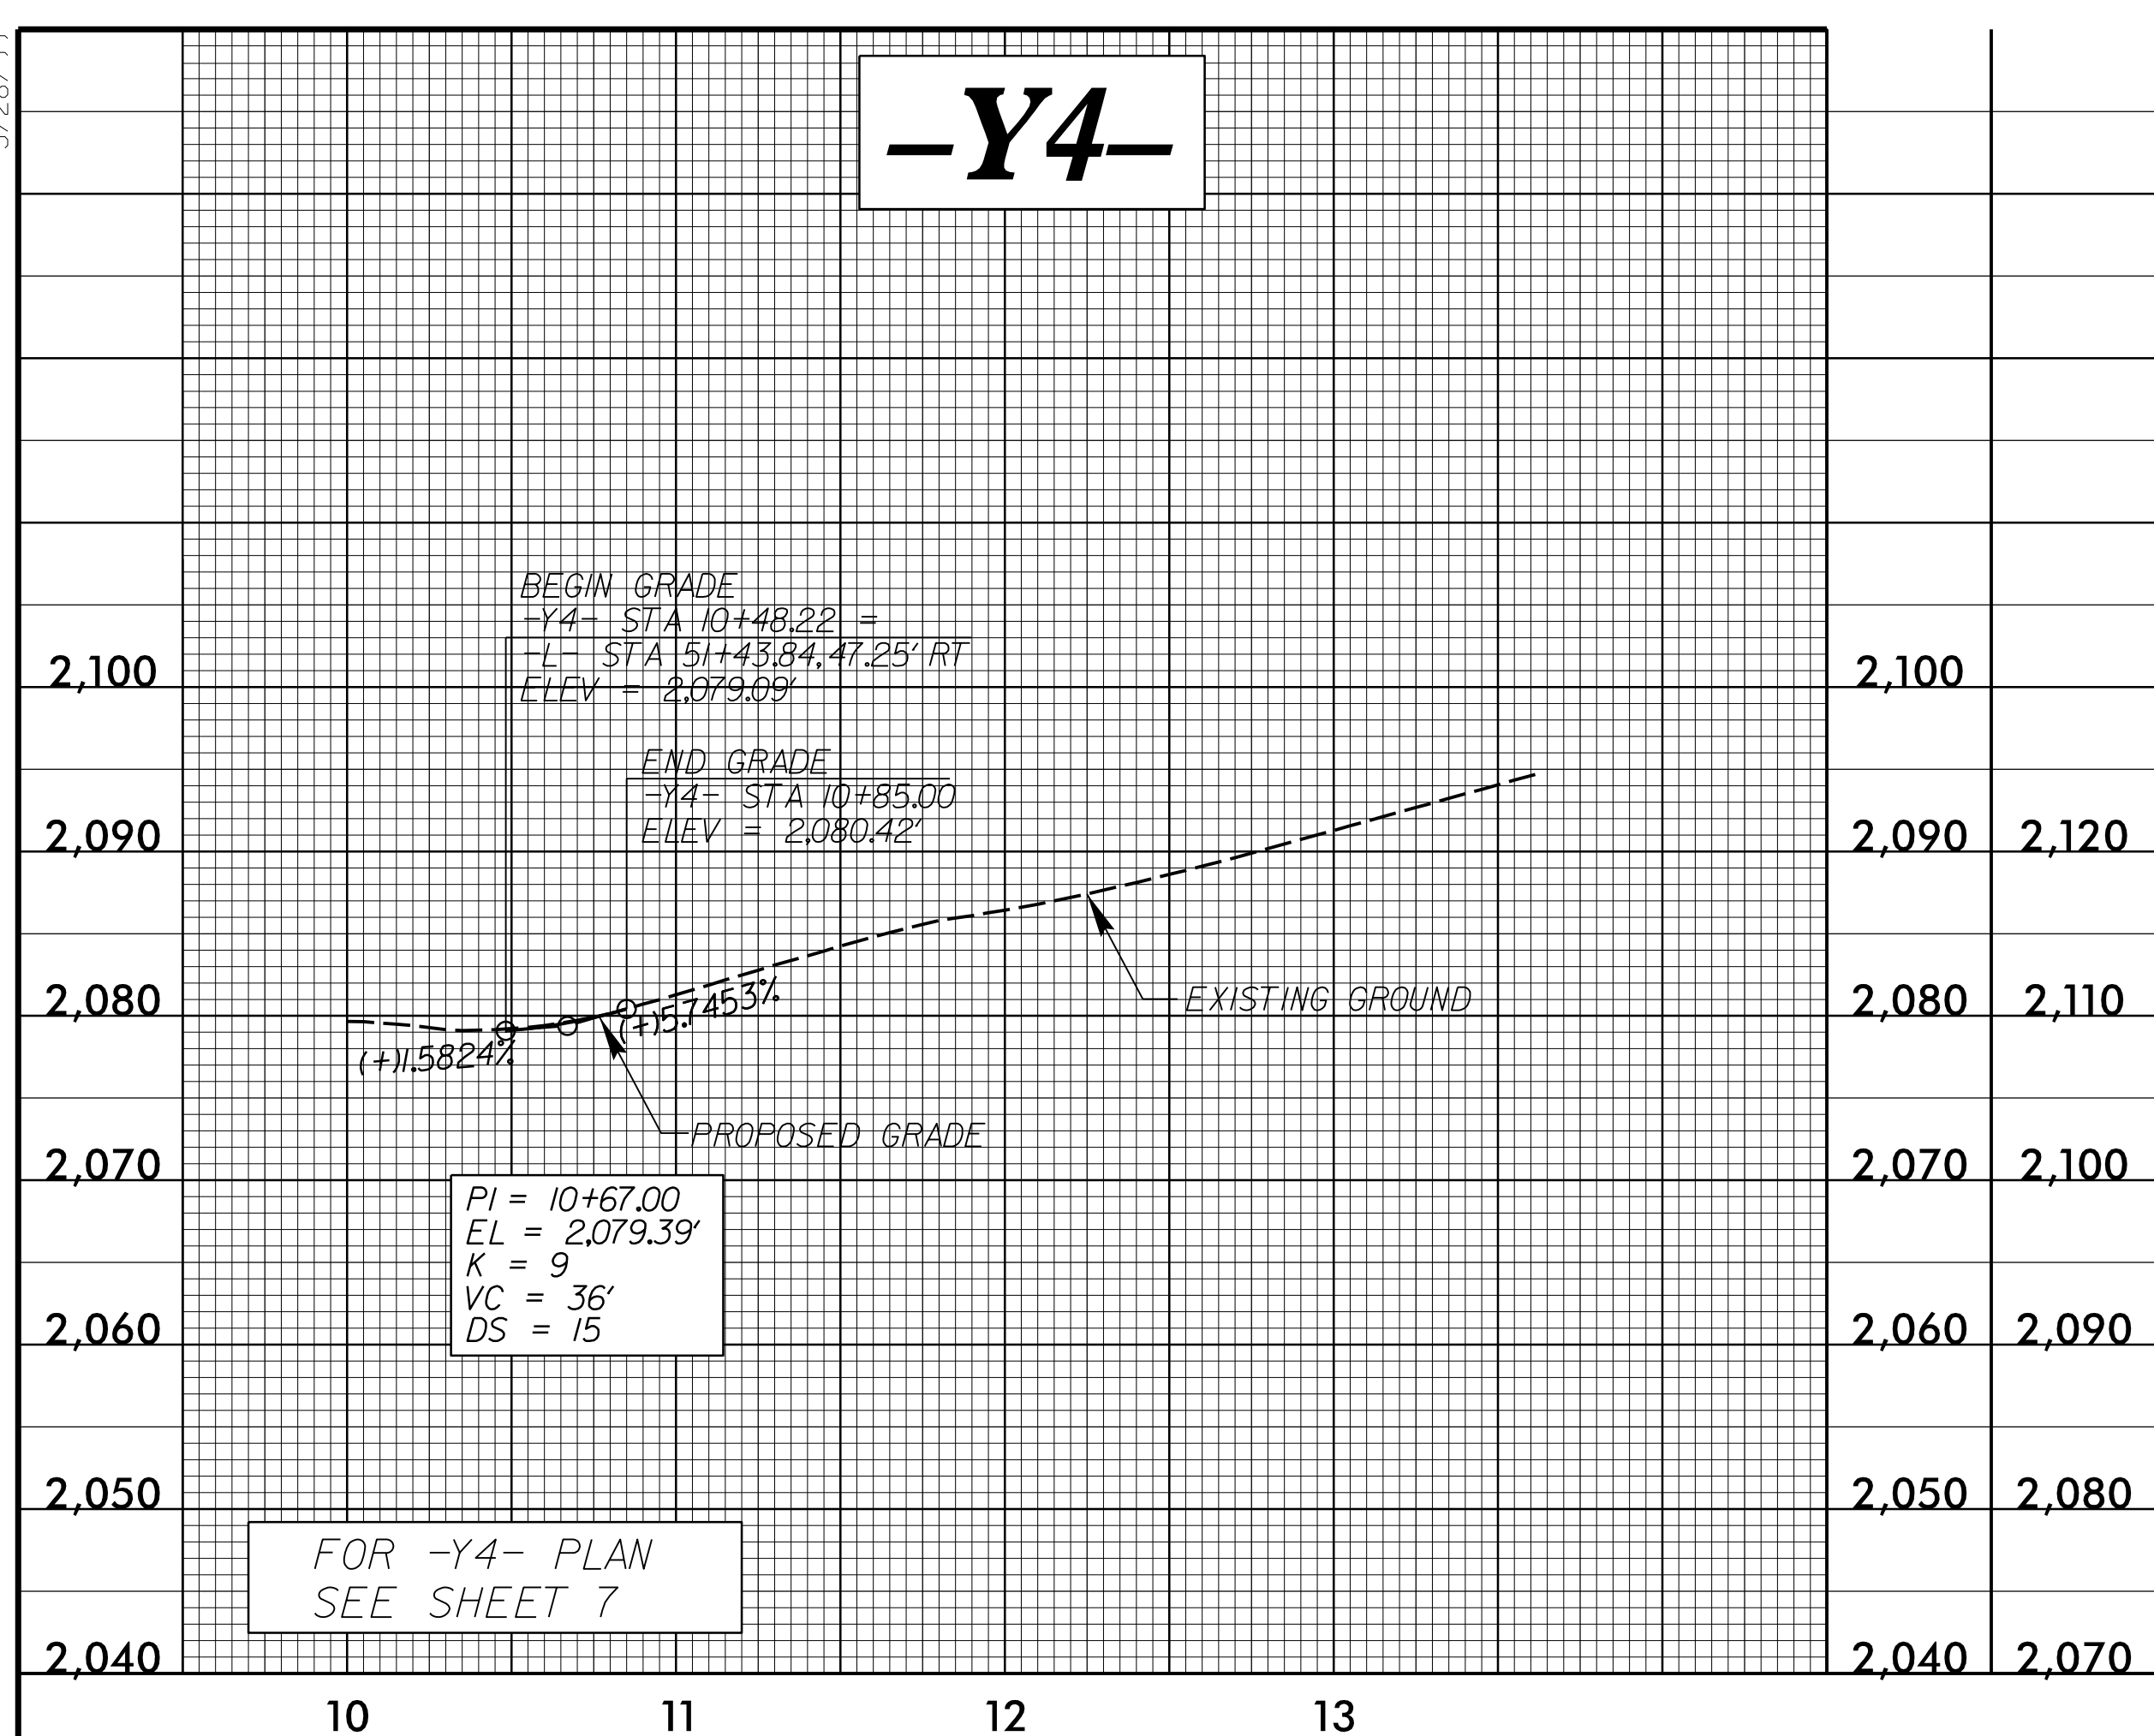 -Y4-
BEGIN GRADE
-Y4- STA 10+48.22 =
-L- STA 51+43.84, 47.25' RT
ELEV = 2,079.09'
END GRADE
-Y4- STA 10+85.00
ELEV = 2,080.42'
(+)1.5824%
(+)5.7453%
EXISTING GROUND
PROPOSED GRADE
PI = 10+67.00
EL = 2,079.39'
K = 9
VC = 36'
DS = 15
FOR -Y4- PLAN
SEE SHEET 7
2,100 2,100
2,090 2,090 2,120
2,080 2,080 2,110
2,070 2,070 2,100
2,060 2,060 2,090
2,050 2,050 2,080
2,040 2,040 2,070
10 11 12 13